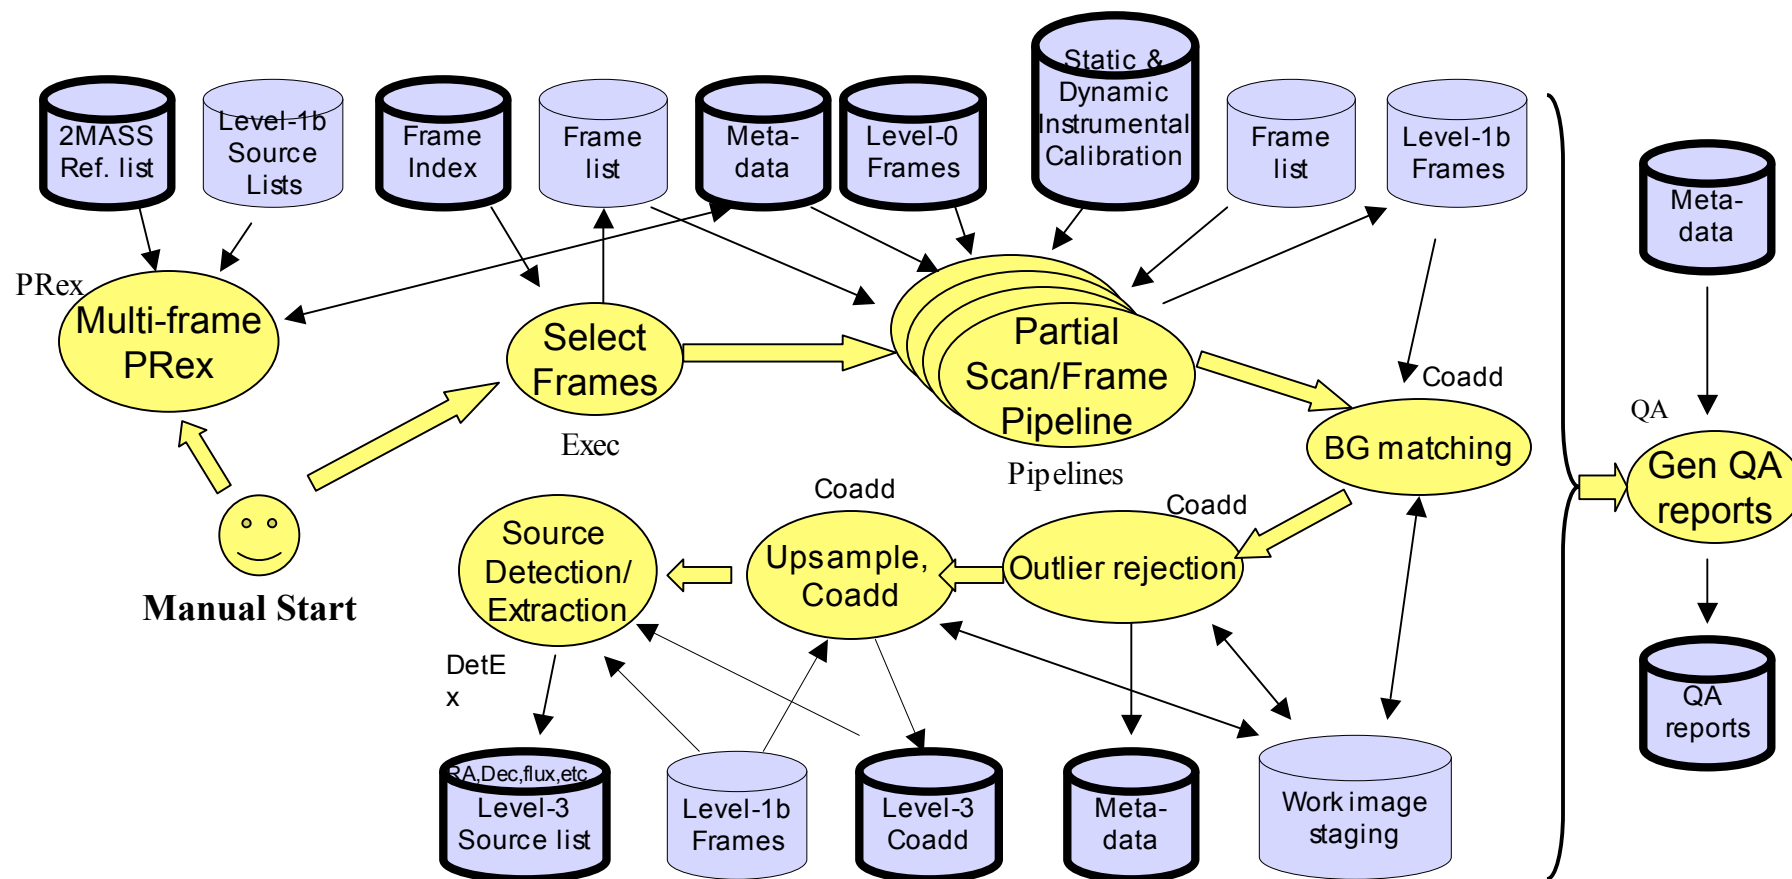 2MASS
Ref. list
Level-1b
Source
Lists
Frame
Index
Frame
list
Meta-
data
Level-0
Frames
Static &
Dynamic
Instrumental
Calibration
Frame
list
Level-1b
Frames
Meta-
data
PRex
Multi-frame
PRex
Select
Frames
Exec
Partial
Scan/Frame
Pipeline
Pipelines
Coadd
BG matching
QA
Gen QA
reports
Manual Start
Source
Detection/
Extraction
Coadd
Upsample,
Coadd
Coadd
Outlier rejection
DetE
x
RA,Dec,flux,etc
Level-3
Source list
Level-1b
Frames
Level-3
Coadd
Meta-
data
Work image
staging
QA
reports